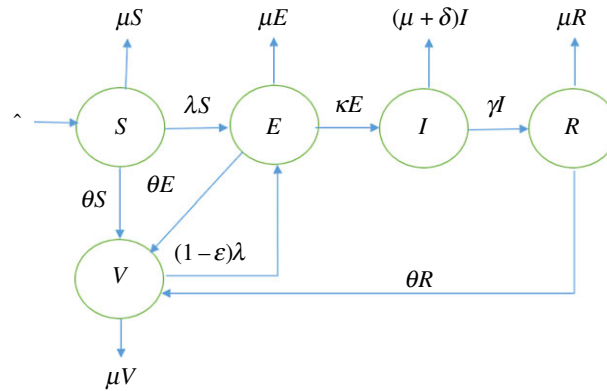 μS μE (μ + δ)I μR
λS κE γI
ˆ S E I R
θS θE
(1 – ε)λ
V θR
μV